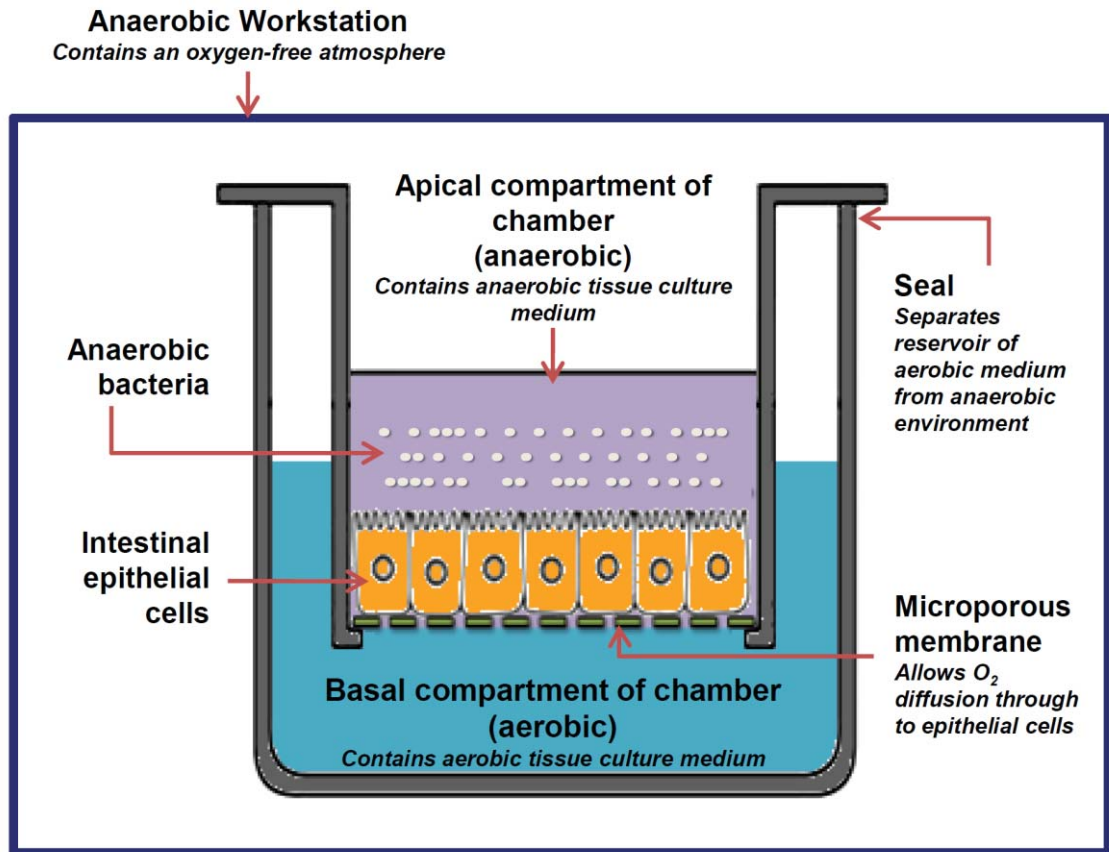 Anaerobic Workstation
Contains an oxygen-free atmosphere
Apical compartment of
chamber
(anaerobic)
Contains anaerobic tissue culture
medium
Seal
Separates
reservoir of
aerobic medium
from anaerobic
environment
Anaerobic
bacteria
Intestinal
epithelial
cells
Microporous
membrane
Allows O₂
diffusion through
to epithelial cells
Basal compartment of chamber
(aerobic)
Contains aerobic tissue culture medium